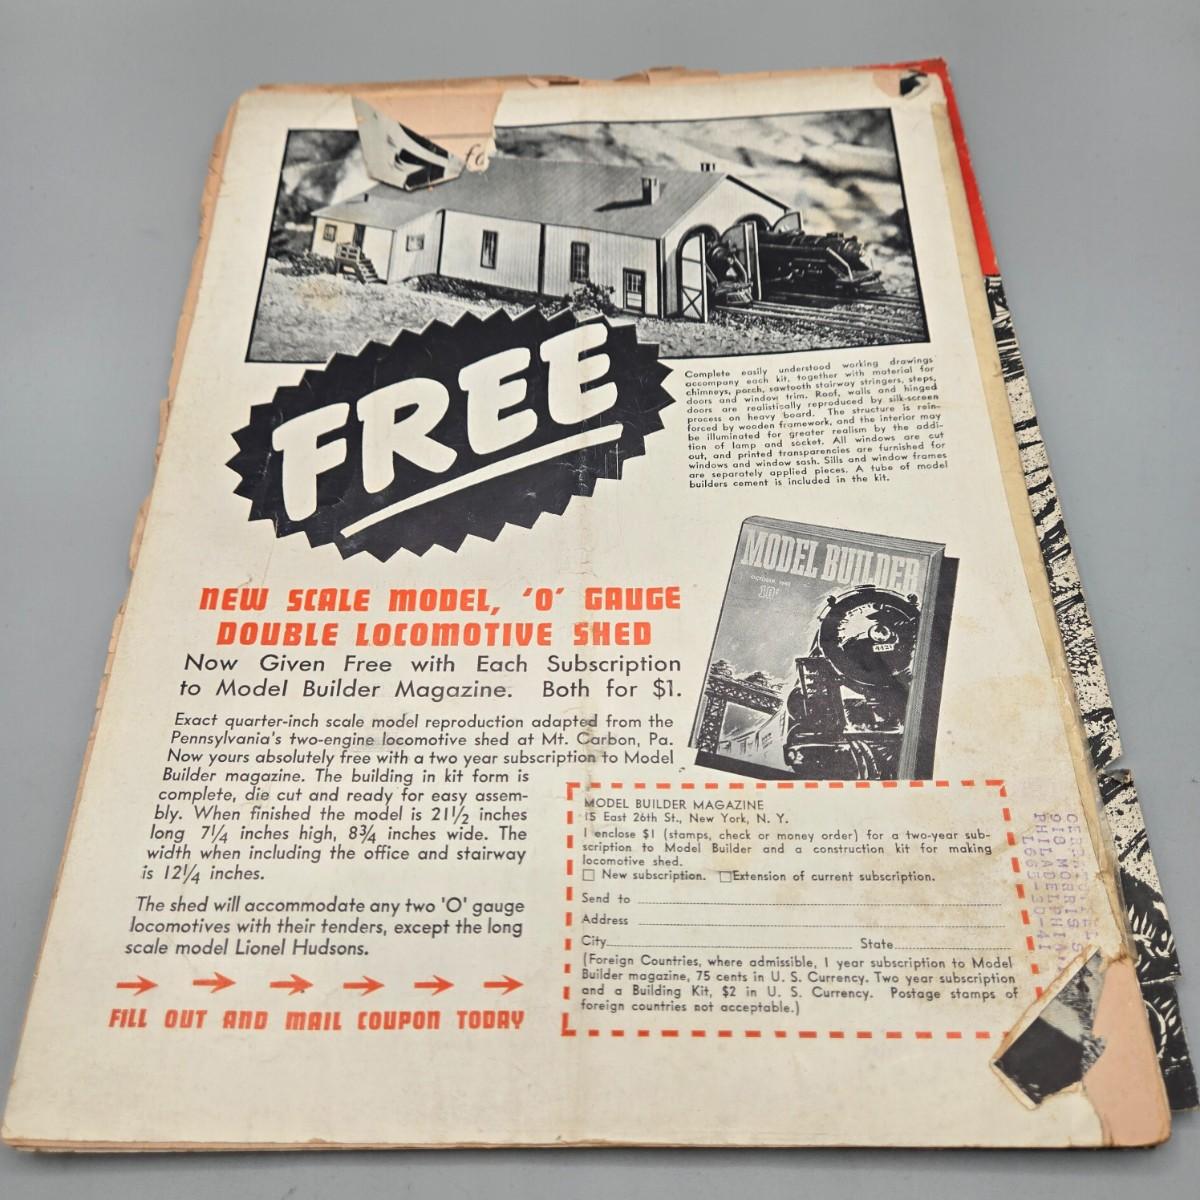 FREE
Complete easily understood working drawings
accompany each kit, together with material for
chimneys, porch, sawtooth stairway stringers, steps,
doors and window trim. Roof, walls and hinged
doors are realistically reproduced by silk-screen
process on heavy board. The structure is rein-
forced by wooden framework, and the interior may
be illuminated for greater realism by the addi-
tion of lamp and socket. All windows are cut
out, and printed transparencies are furnished for
windows and window sash. Sills and window frames
are separately applied pieces. A tube of model
builders cement is included in the kit.
MODEL BUILDER
OCTOBER
10¢
NEW SCALE MODEL, 'O' GAUGE
DOUBLE LOCOMOTIVE SHED
Now Given Free with Each Subscription
to Model Builder Magazine. Both for $1.
Exact quarter-inch scale model reproduction adapted from the
Pennsylvania's two-engine locomotive shed at Mt. Carbon, Pa.
Now yours absolutely free with a two year subscription to Model
Builder magazine. The building in kit form is
complete, die cut and ready for easy assem-
bly. When finished the model is 21½ inches
long 7¼ inches high, 8¾ inches wide. The
width when including the office and stairway
is 12¼ inches.
The shed will accommodate any two 'O' gauge
locomotives with their tenders, except the long
scale model Lionel Hudsons.
FILL OUT AND MAIL COUPON TODAY
MODEL BUILDER MAGAZINE
15 East 26th St., New York, N. Y.
I enclose $1 (stamps, check or money order) for a two-year sub-
scription to Model Builder and a construction kit for making
locomotive shed.
New subscription. Extension of current subscription.
Send to
Address
City State
(Foreign Countries, where admissible, 1 year subscription to Model
Builder magazine, 75 cents in U. S. Currency. Two year subscription
and a Building Kit, $2 in U. S. Currency. Postage stamps of
foreign countries not acceptable.)
918 MORRIS S